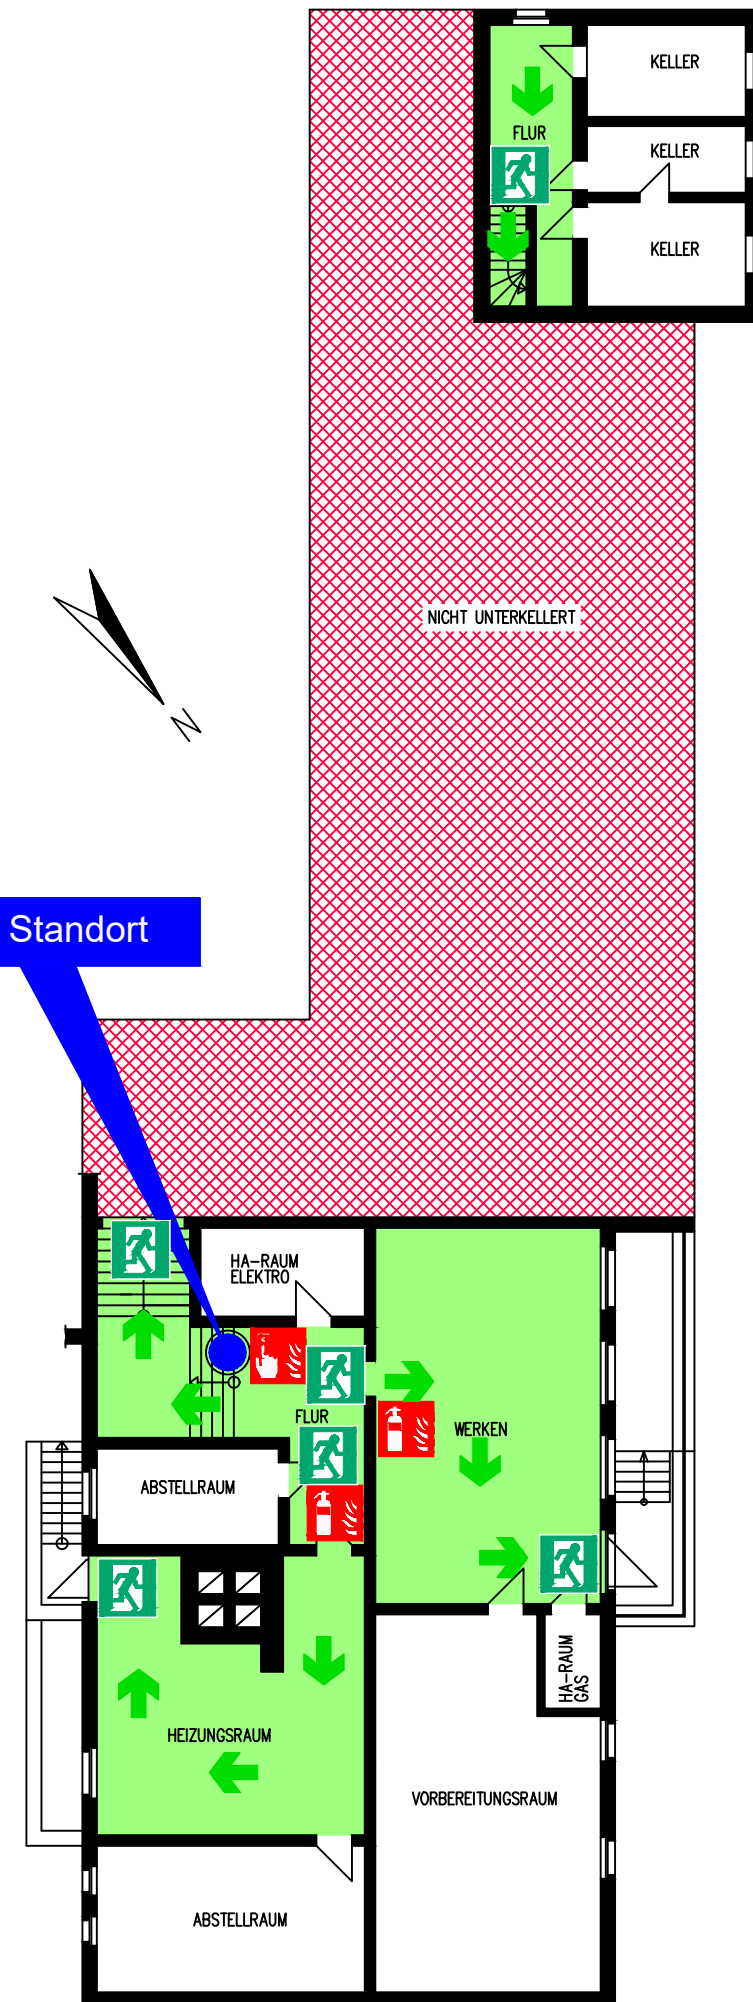 KELLER
FLUR
KELLER
KELLER
NICHT UNTERKELLERT
N
Standort
HA-RAUM
ELEKTRO
FLUR
WERKEN
ABSTELLRAUM
HA-RAUM
GAS
HEIZUNGSRAUM
VORBEREITUNGSRAUM
ABSTELLRAUM